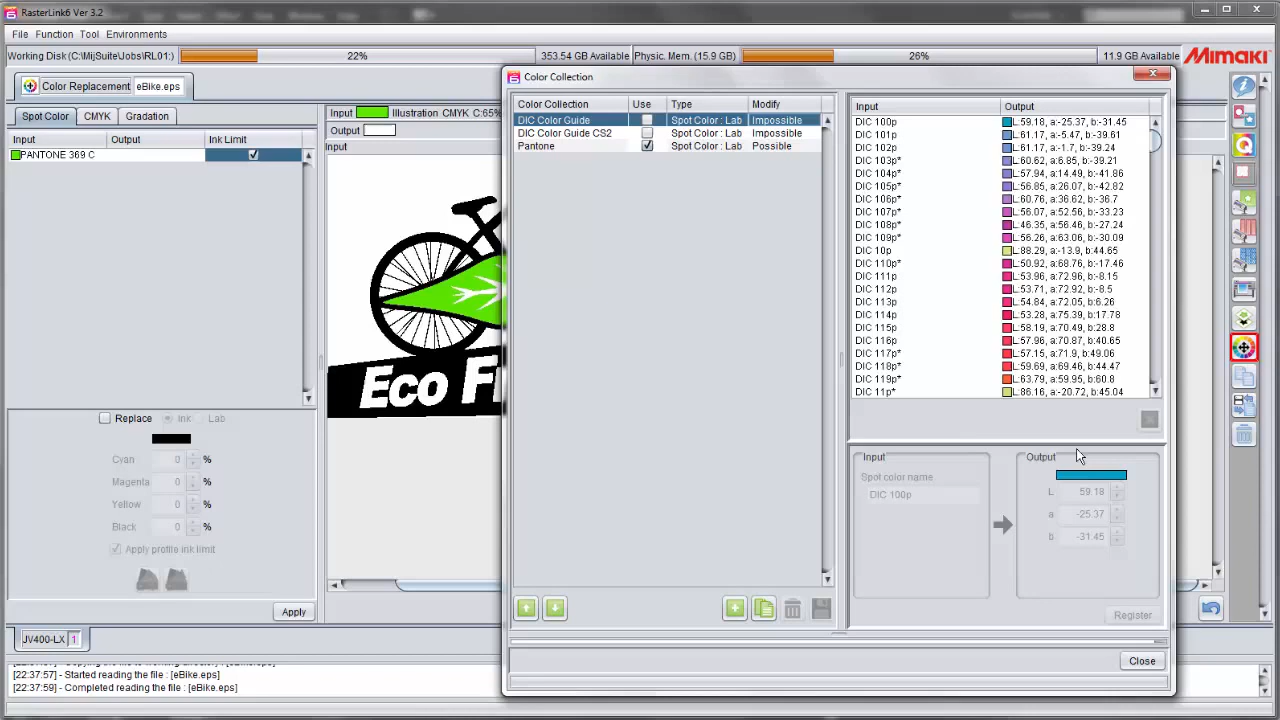 RasterLink6 Ver 3.2
File Function Tool Environments
Working Disk (C:\MijSuite\Jobs\RL01:) 22% 353.54 GB Available Physic. Mem. (15.9 GB) 26% 11.9 GB Available Mimaki
Color Replacement eBike.eps
Spot Color CMYK Gradation
Input Output Ink Limit
PANTONE 369 C
Input Illustration CMYK C:65%
Output
Input
Eco F
Replace Ink Lab
Cyan 0 %
Magenta 0 %
Yellow 0 %
Black 0 %
Apply profile ink limit
Apply
JV400-LX 1
[22:37:57] - Started reading the file : [eBike.eps]
[22:37:59] - Completed reading the file : [eBike.eps]
Color Collection
Color Collection Use Type Modify
DIC Color Guide Spot Color : Lab Impossible
DIC Color Guide CS2 Spot Color : Lab Impossible
Pantone Spot Color : Lab Possible
Input Output
DIC 100p L:59.18, a:-25.37, b:-31.45
DIC 101p L:61.17, a:-5.47, b:-39.61
DIC 102p L:61.17, a:-1.7, b:-39.24
DIC 103p* L:60.62, a:6.85, b:-39.21
DIC 104p* L:57.94, a:14.49, b:-41.86
DIC 105p* L:56.85, a:26.07, b:-42.82
DIC 106p* L:60.76, a:36.62, b:-36.7
DIC 107p* L:56.07, a:52.56, b:-33.23
DIC 108p* L:46.35, a:56.46, b:-27.24
DIC 109p* L:56.26, a:63.06, b:-30.09
DIC 10p L:88.29, a:-13.9, b:44.65
DIC 110p* L:50.92, a:68.76, b:-17.46
DIC 111p L:53.96, a:72.96, b:-8.15
DIC 112p L:53.71, a:72.92, b:-8.5
DIC 113p L:54.84, a:72.05, b:6.26
DIC 114p L:53.28, a:75.39, b:17.78
DIC 115p L:58.19, a:70.49, b:28.8
DIC 116p L:57.96, a:70.87, b:40.65
DIC 117p* L:57.15, a:71.9, b:49.06
DIC 118p* L:59.69, a:69.46, b:44.47
DIC 119p* L:63.79, a:59.95, b:60.8
DIC 11p* L:86.16, a:-20.72, b:45.04
Input
Spot color name
DIC 100p
Output
L 59.18
a -25.37
b -31.45
Register
Close